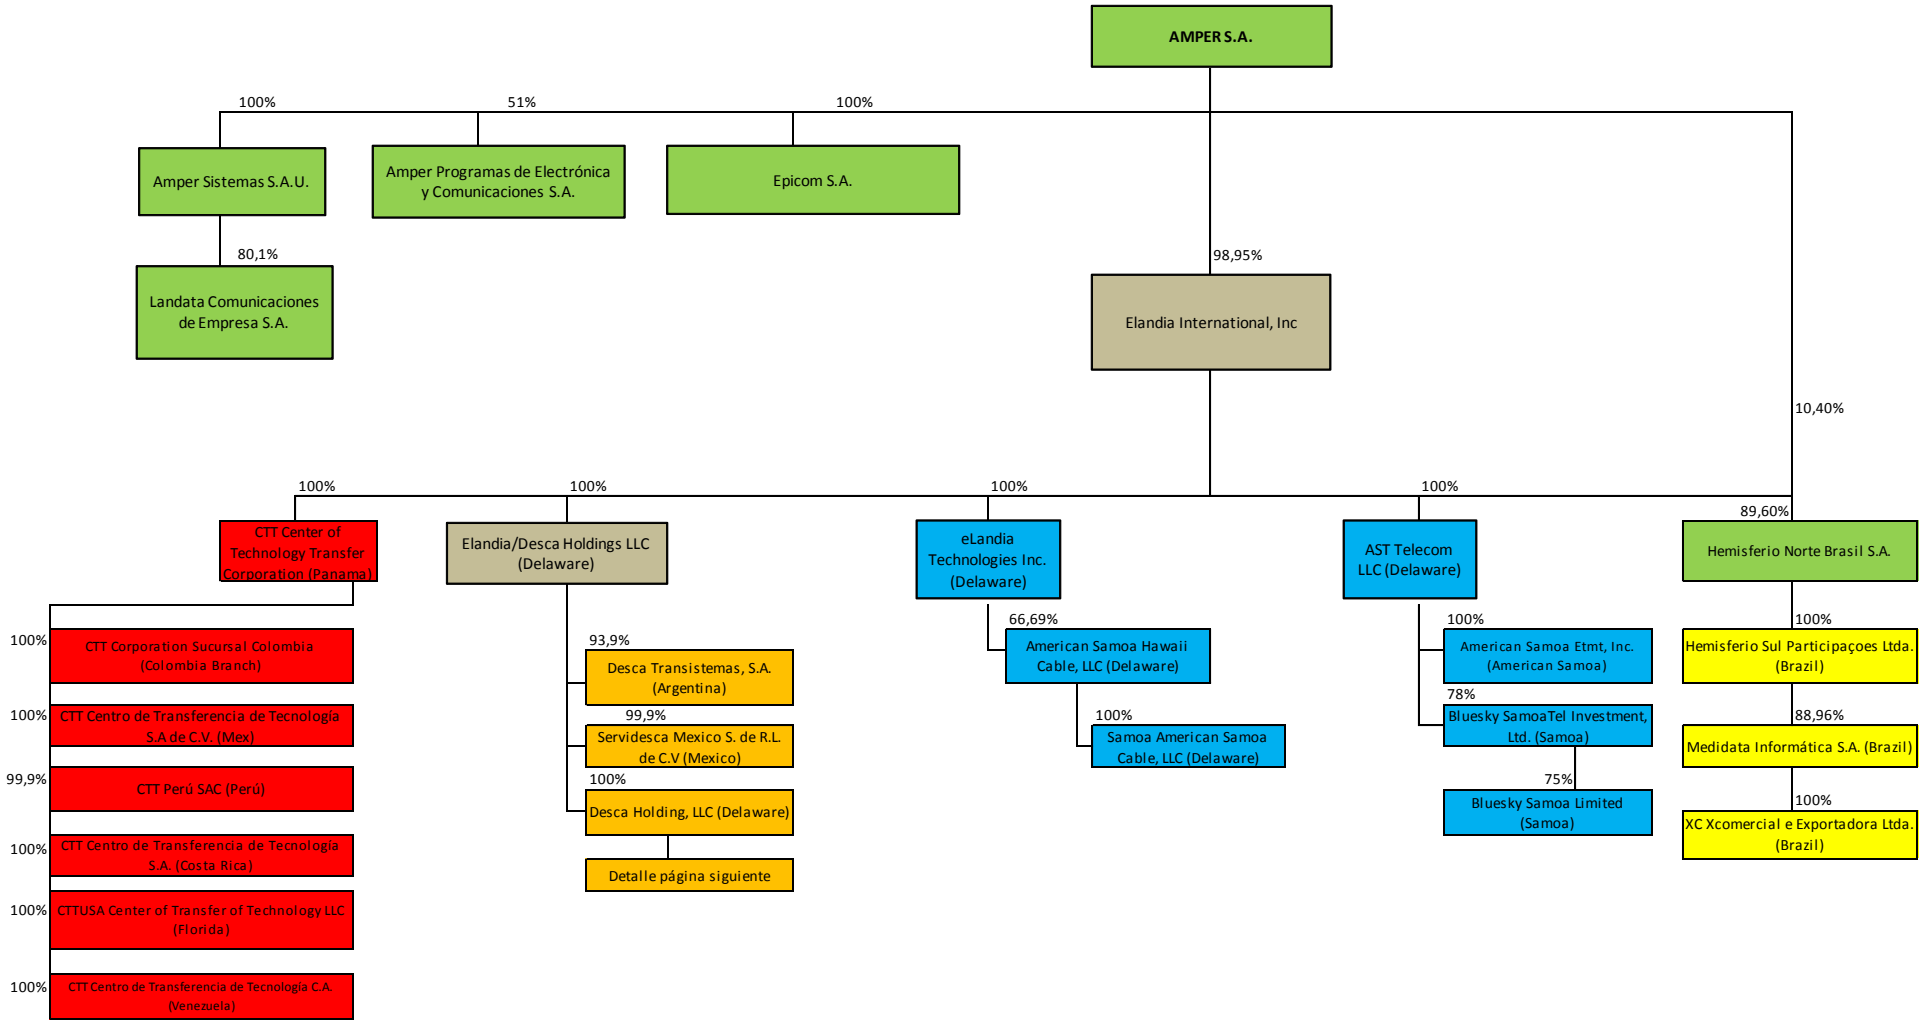 AMPER S.A.
100%
51%
100%
Amper Sistemas S.A.U.
Amper Programas de Electrónica
y Comunicaciones S.A.
Epicom S.A.
80,1%
98,95%
Landata Comunicaciones
de Empresa S.A.
Elandia International, Inc
10,40%
100%
100%
100%
100%
89,60%
CTT Center of
Technology Transfer
Corporation (Panama)
Elandia/Desca Holdings LLC
(Delaware)
eLandia
Technologies Inc.
(Delaware)
AST Telecom
LLC (Delaware)
Hemisferio Norte Brasil S.A.
100%
CTT Corporation Sucursal Colombia
(Colombia Branch)
100%
CTT Centro de Transferencia de Tecnología
S.A de C.V. (Mex)
99,9%
CTT Perú SAC (Perú)
100%
CTT Centro de Transferencia de Tecnología
S.A. (Costa Rica)
100%
CTTUSA Center of Transfer of Technology LLC
(Florida)
100%
CTT Centro de Transferencia de Tecnología C.A.
(Venezuela)
93,9%
Desca Transistemas, S.A.
(Argentina)
99,9%
Servidesca Mexico S. de R.L.
de C.V (Mexico)
100%
Desca Holding, LLC (Delaware)
Detalle página siguiente
66,69%
American Samoa Hawaii
Cable, LLC (Delaware)
100%
Samoa American Samoa
Cable, LLC (Delaware)
100%
American Samoa Etmt, Inc.
(American Samoa)
78%
Bluesky SamoaTel Investment,
Ltd. (Samoa)
75%
Bluesky Samoa Limited
(Samoa)
100%
Hemisferio Sul Participaçoes Ltda.
(Brazil)
88,96%
Medidata Informática S.A. (Brazil)
100%
XC Xcomercial e Exportadora Ltda.
(Brazil)